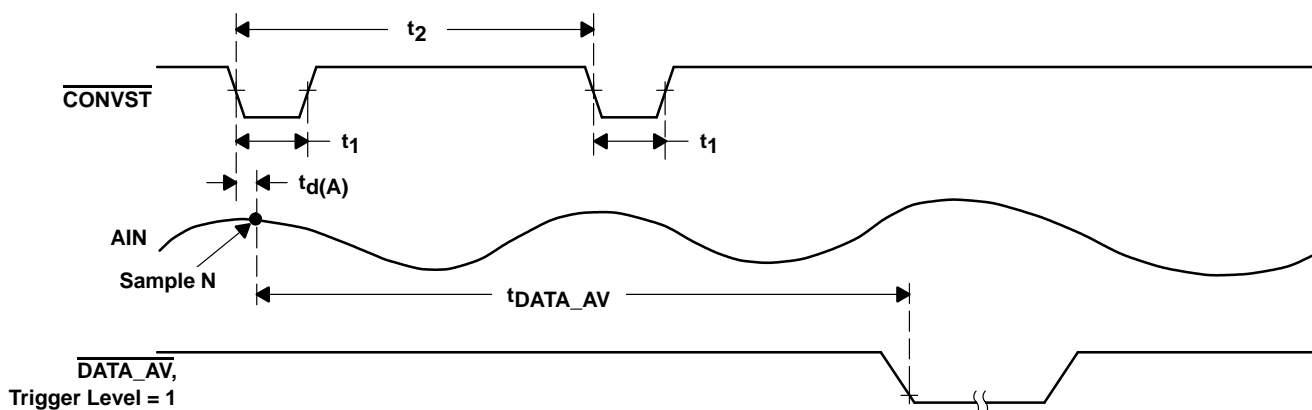 t2
CONVST
t1
t1
td(A)
AIN
Sample N
tDATA_AV
DATA_AV,
Trigger Level = 1